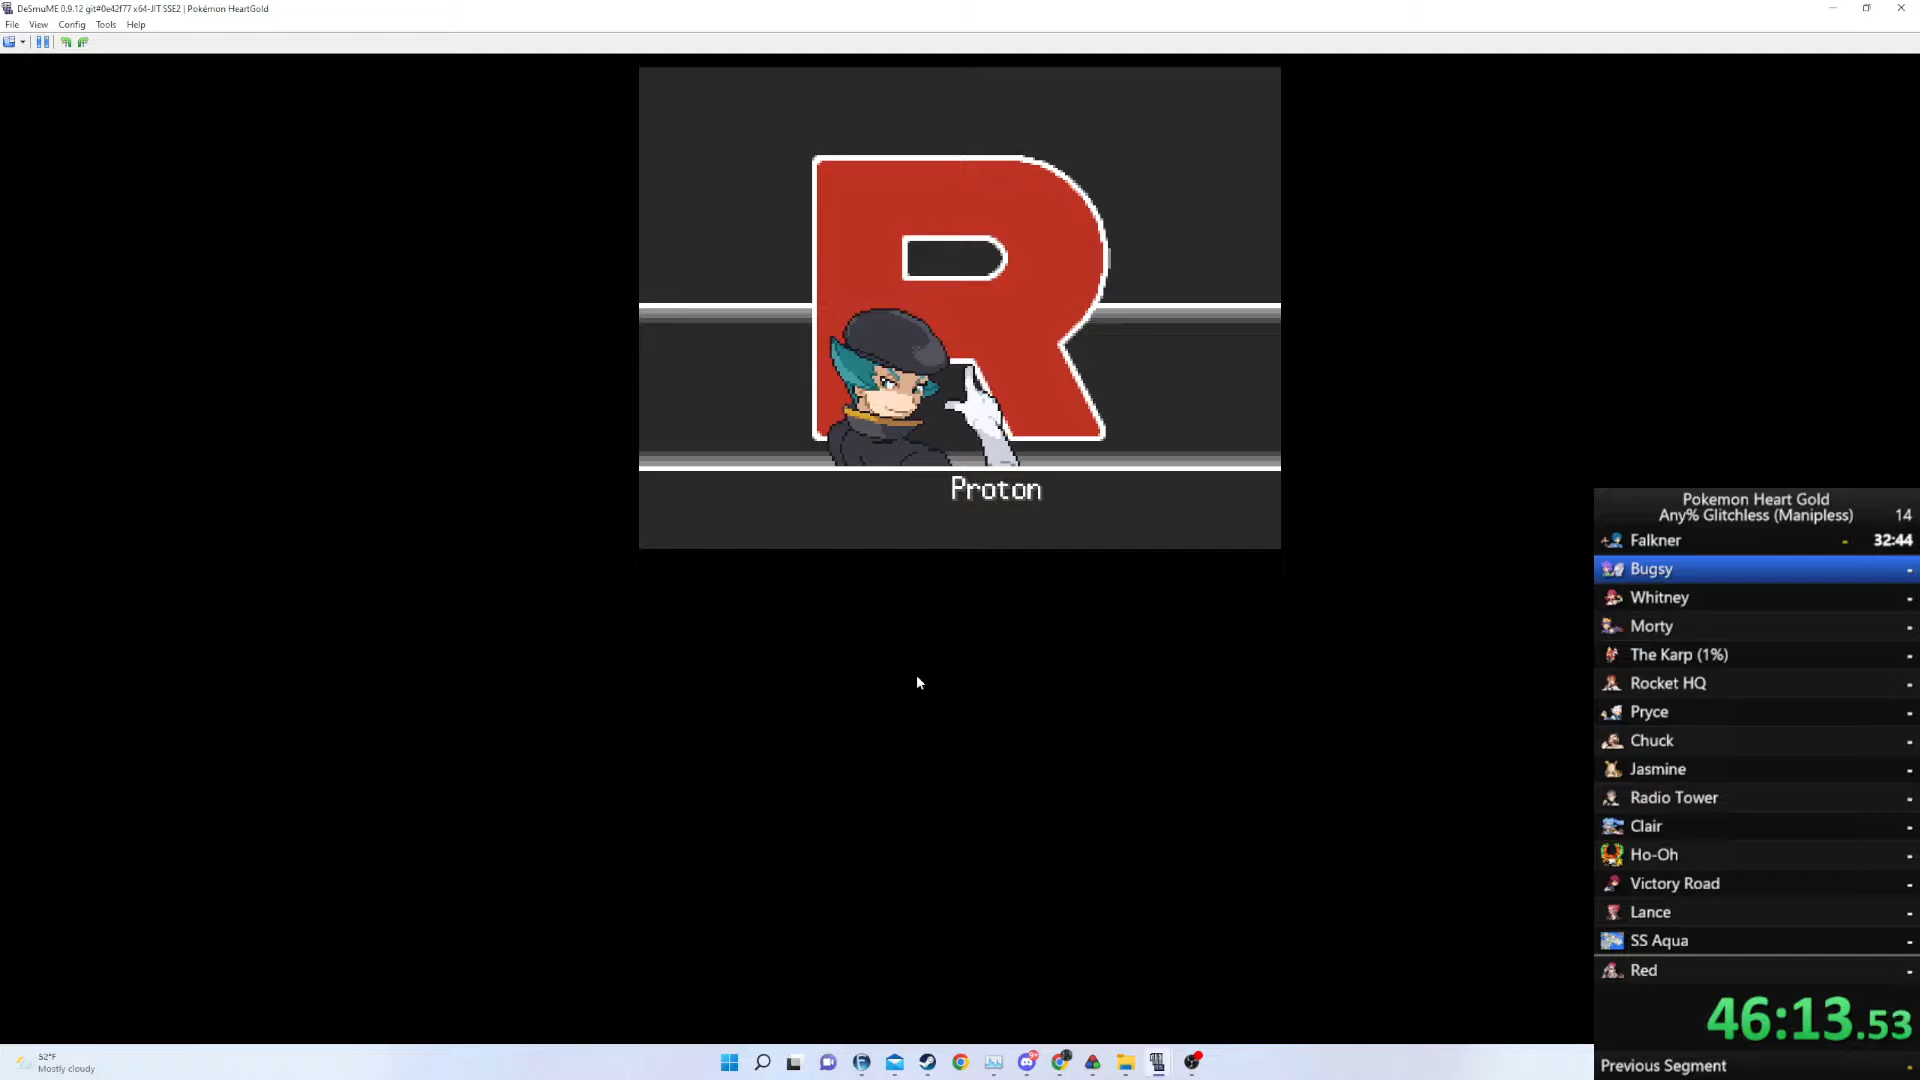 DeSmuME 0.9.12 git#0e42f77 x64-JIT SSE2 | Pokémon HeartGold
File View Config Tools Help
R
Proton
Pokemon Heart Gold
Any% Glitchless (Manipless) 14
Falkner - 32:44
Bugsy -
Whitney -
Morty -
The Karp (1%) -
Rocket HQ -
Pryce -
Chuck -
Jasmine -
Radio Tower -
Clair -
Ho-Oh -
Victory Road -
Lance -
SS Aqua -
Red -
46:13.53
Previous Segment -
52°F
Mostly cloudy